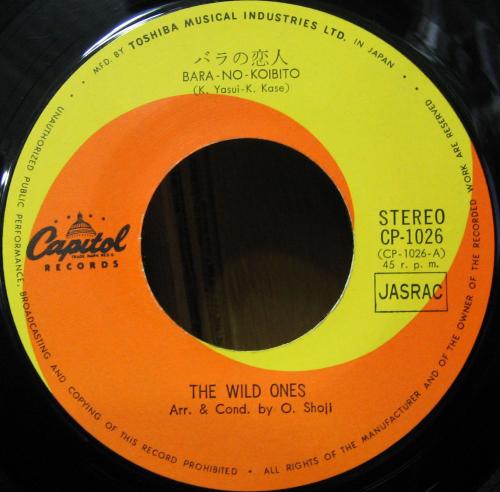 • MFD. BY TOSHIBA MUSICAL INDUSTRIES LTD. IN JAPAN •
バラの恋人
BARA-NO-KOIBITO
(K. Yasui-K. Kase)
Capitol
TRADE MARK REG.
RECORDS
STEREO
CP-1026
(CP-1026-A)
45 r. p. m.
JASRAC
THE WILD ONES
Arr. & Cond. by O. Shoji
UNAUTHORIZED PUBLIC PERFORMANCE, BROADCASTING AND COPYING OF THIS RECORD PROHIBITED • ALL RIGHTS OF THE MANUFACTURER AND OF THE OWNER OF THE RECORDED WORK ARE RESERVED •